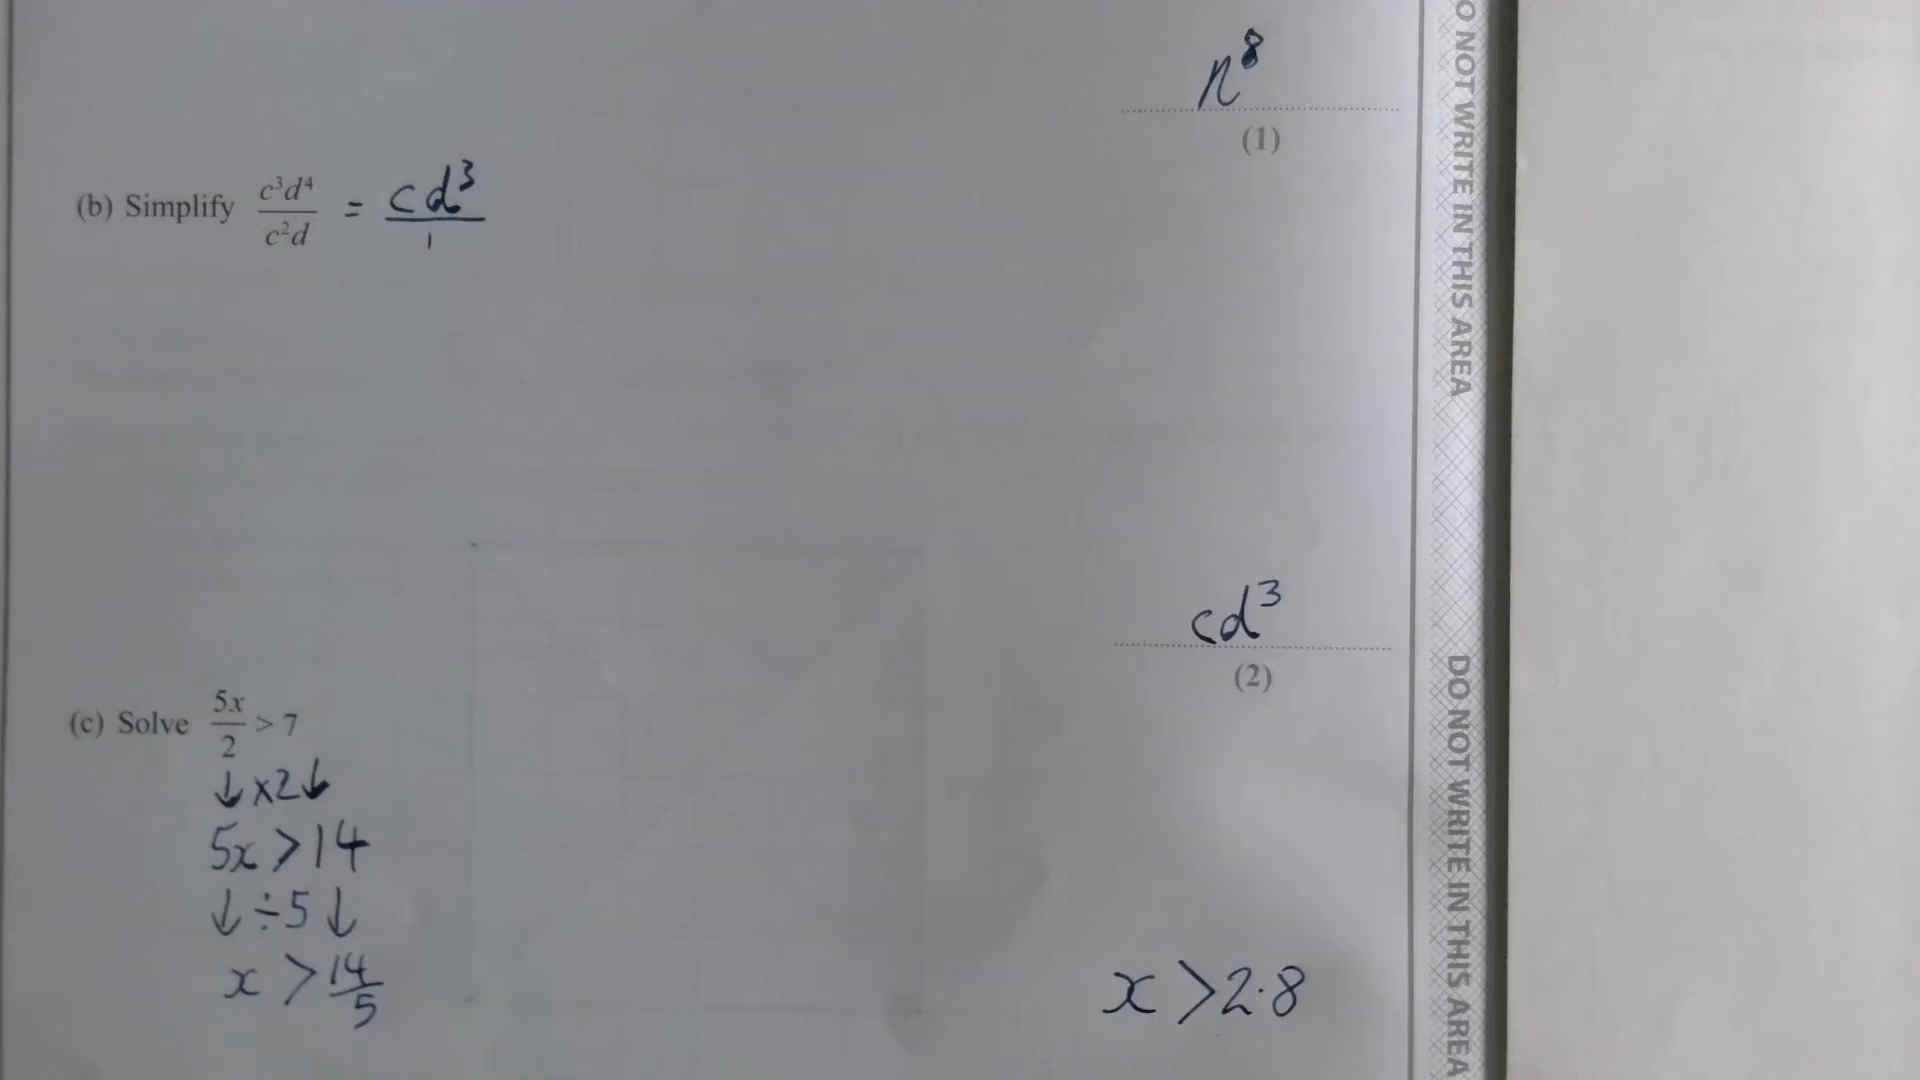 n⁸
(1)
(b) Simplify c³d⁴/c²d = cd³/1
cd³
(2)
(c) Solve 5x/2 > 7
↓×2↓
5x > 14
↓÷5↓
x > 14/5
x > 2·8
O NOT WRITE IN THIS AREA
DO NOT WRITE IN THIS AREA